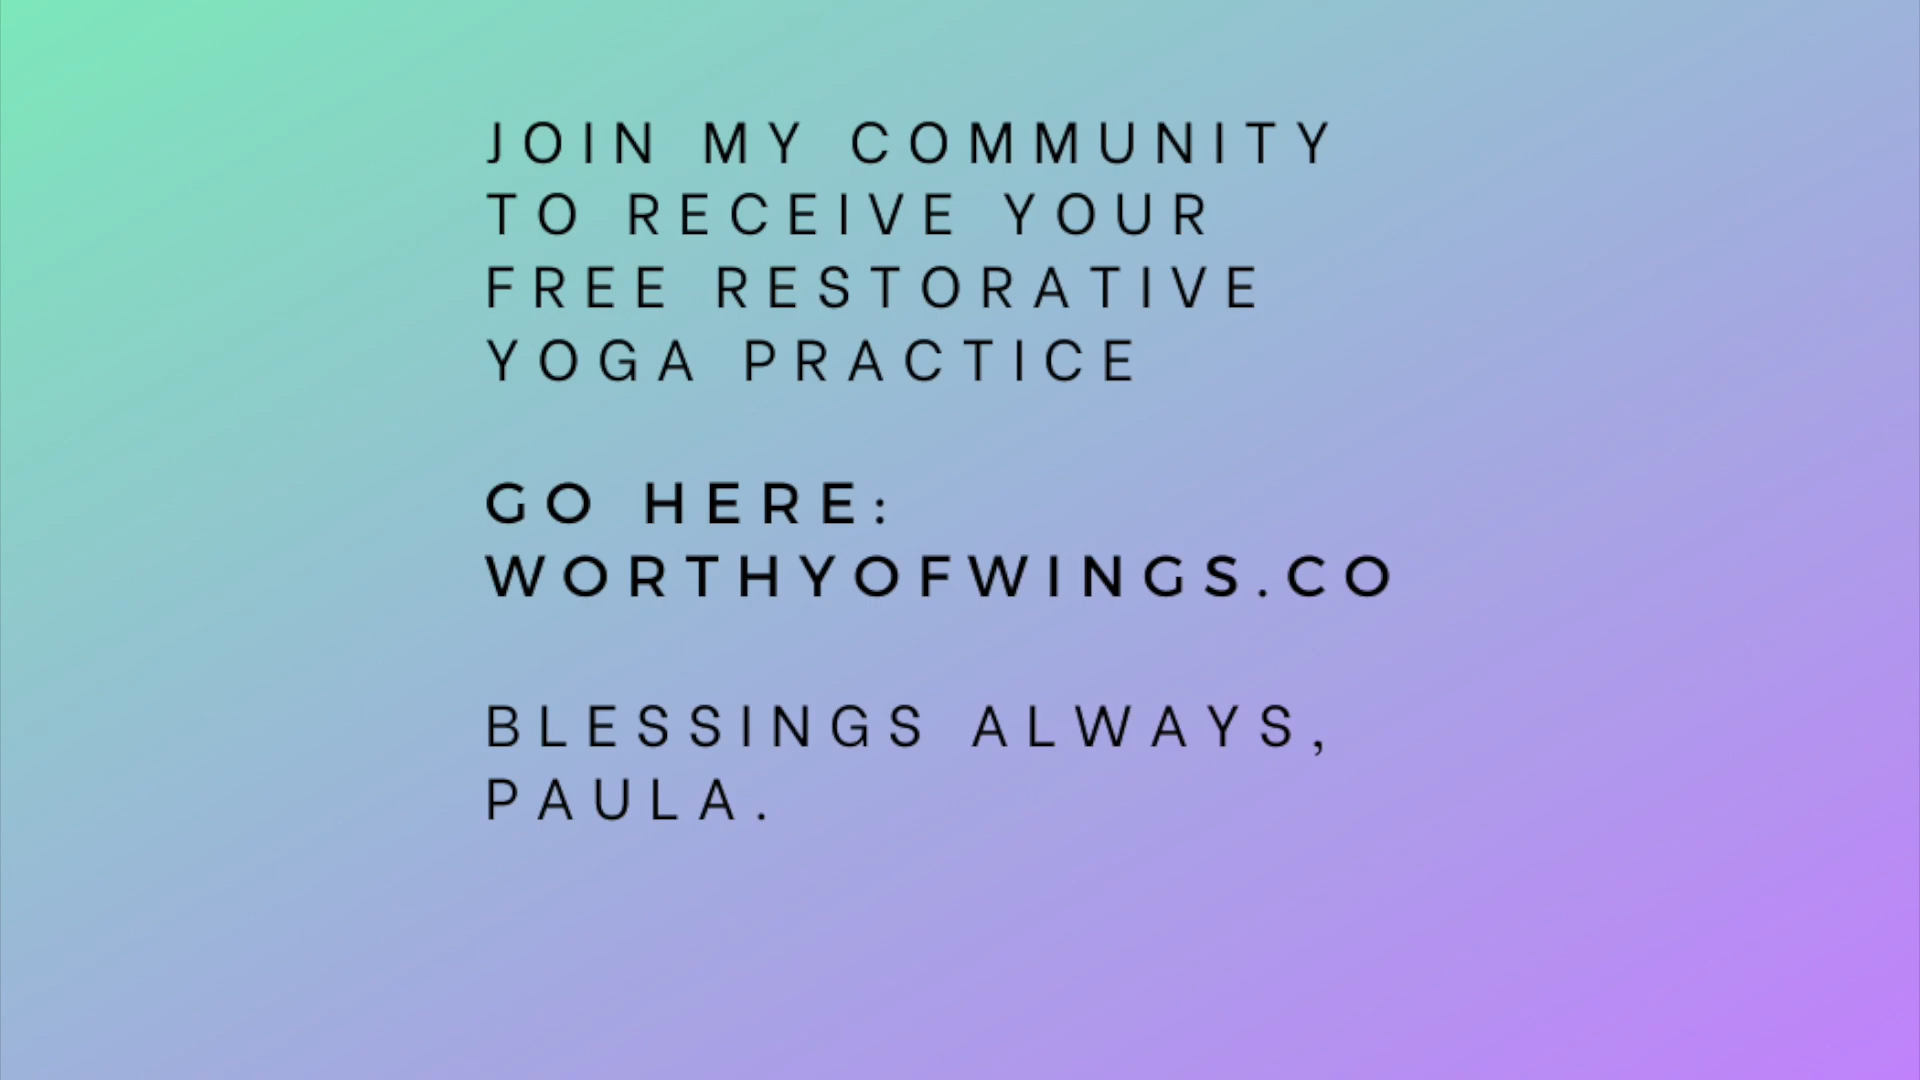 JOIN MY COMMUNITY
TO RECEIVE YOUR
FREE RESTORATIVE
YOGA PRACTICE
GO HERE:
WORTHYOFWINGS.CO
BLESSINGS ALWAYS,
PAULA.